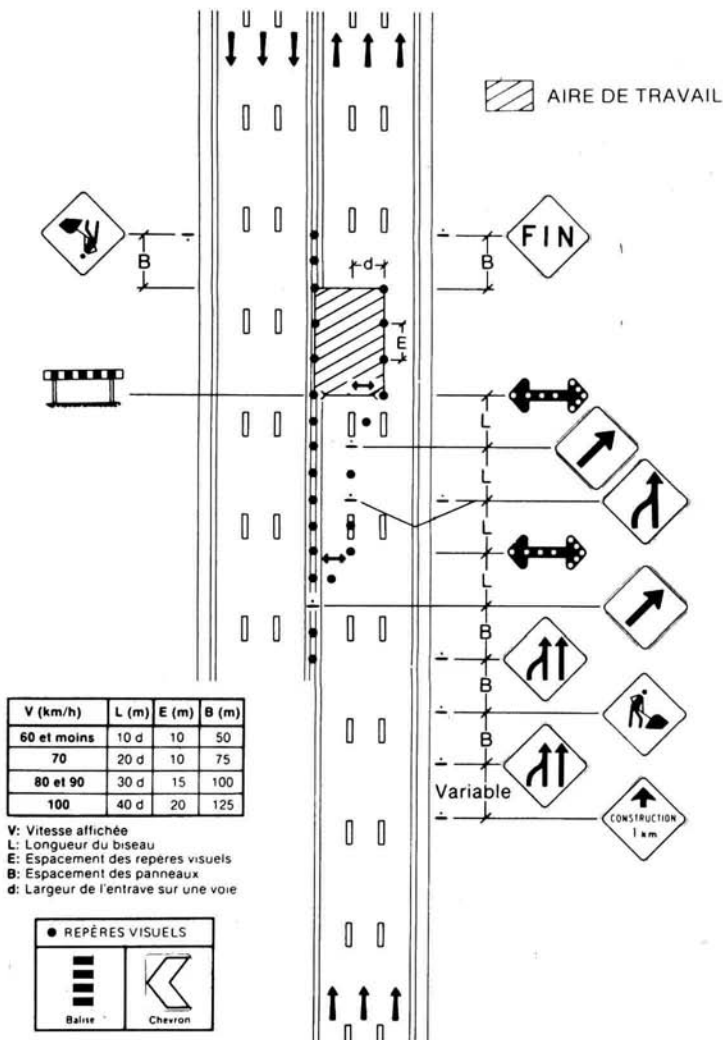 AIRE DE TRAVAIL
B
FIN
B
d
E
L
L
L
L
B
B
B
Variable
CONSTRUCTION
1 km
V (km/h) L (m) E (m) B (m)
60 et moins 10 d 10 50
70 20 d 10 75
80 et 90 30 d 15 100
100 40 d 20 125
V: Vitesse affichée
L: Longueur du biseau
E: Espacement des repères visuels
B: Espacement des panneaux
d: Largeur de l'entrave sur une voie
● REPÈRES VISUELS
Balise
Chevron